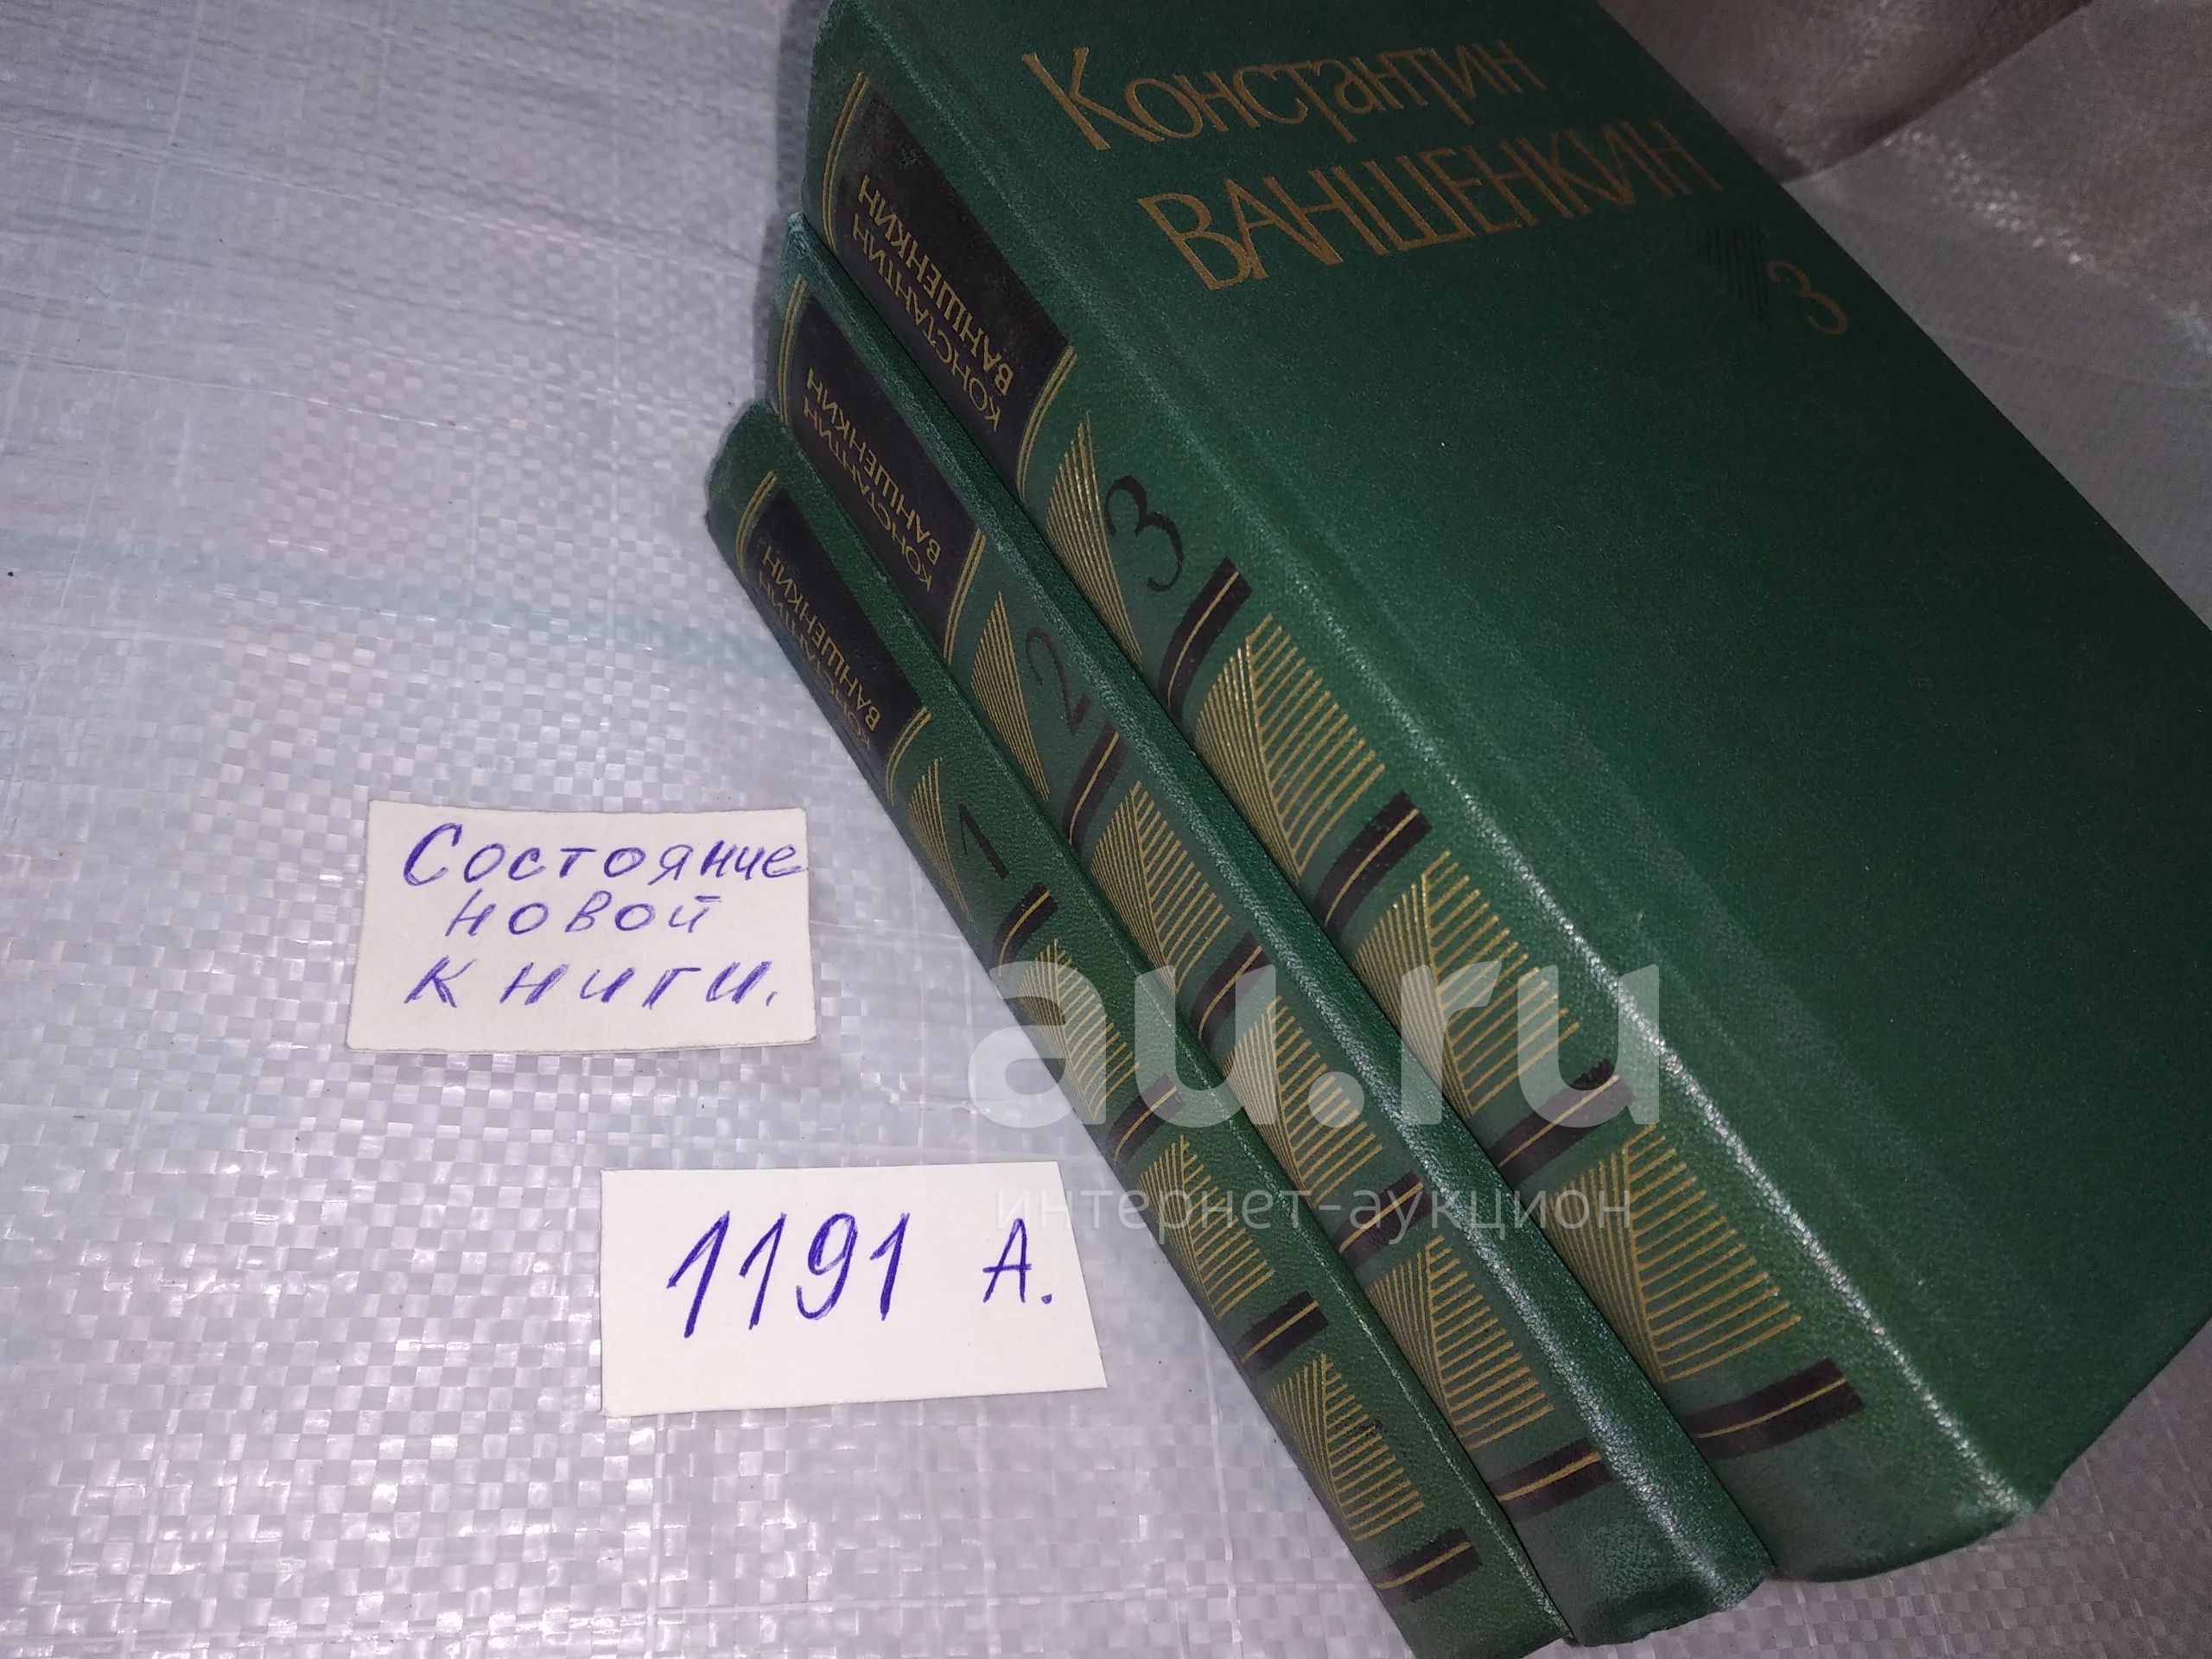 Константин
ВАНШЕНКИН
3
КОНСТАНТИН
ВАНШЕНКИН
3
КОНСТАНТИН
ВАНШЕНКИН
2
КОНСТАНТИН
ВАНШЕНКИН
1
Состояние
новой
книги.
1191 А.
au.ru
интернет-аукцион